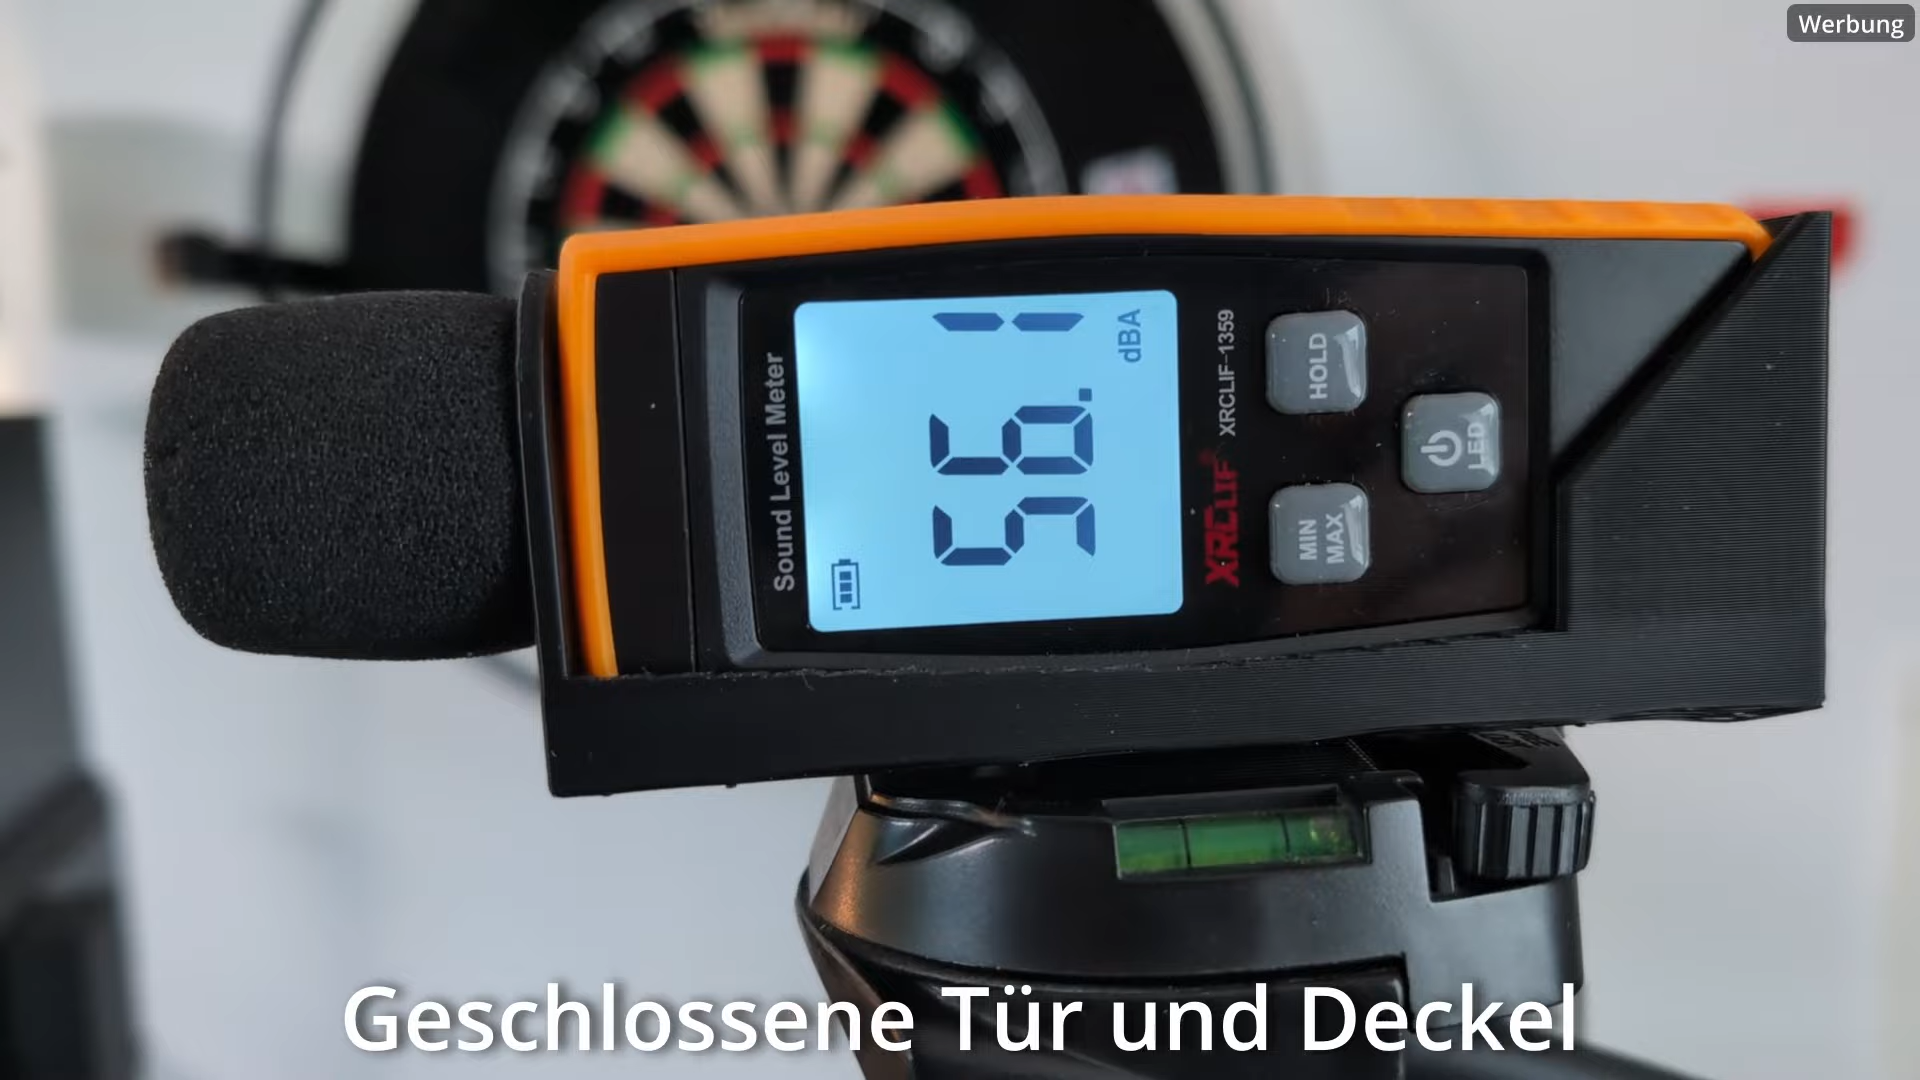 Werbung
Sound Level Meter
56.1
dBA
XRCLIF XRCLIF-1359
HOLD
MIN
MAX
LED
Geschlossene Tür und Deckel